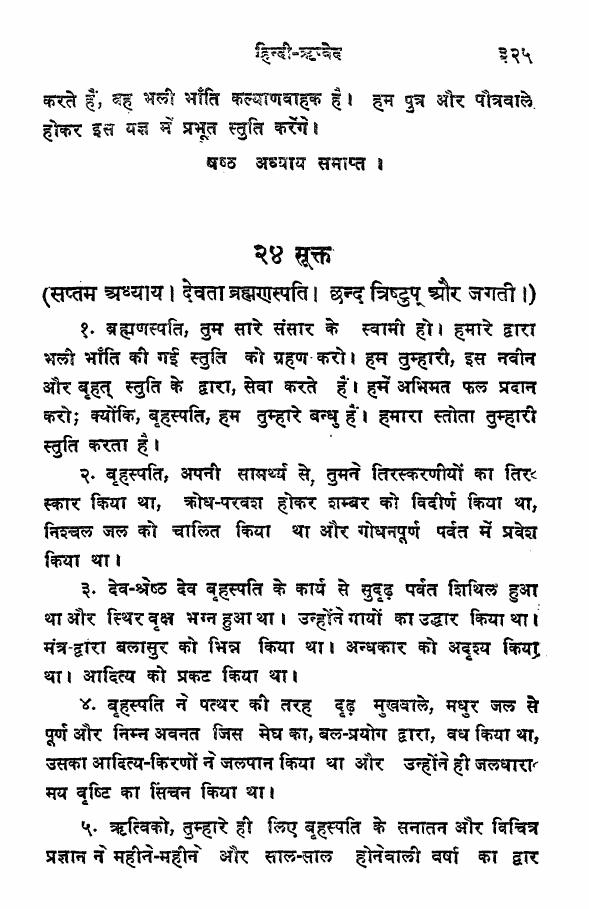 हिन्दी-ऋग्वेद ३२५
करते हैं, वह भली भाँति कल्याणवाहक है। हम पुत्र और पौत्रवाले
होकर इस यज्ञ में प्रभूत स्तुति करेंगे।
षष्ठ अध्याय समाप्त ।
२४ सूक्त
(सप्तम अध्याय। देवता ब्रह्मणस्पति। छन्द त्रिष्टुप् और जगती।)
१. ब्रह्मणस्पति, तुम सारे संसार के स्वामी हो। हमारे द्वारा
भली भाँति की गई स्तुति को ग्रहण करो। हम तुम्हारी, इस नवीन
और बृहत् स्तुति के द्वारा, सेवा करते हैं। हमें अभिमत फल प्रदान
करो; क्योंकि, बृहस्पति, हम तुम्हारे बन्धु हैं। हमारा स्तोता तुम्हारी
स्तुति करता है।
२. बृहस्पति, अपनी सामर्थ्य से, तुमने तिरस्करणीयों का तिर-
स्कार किया था, क्रोध-परवश होकर शम्बर को विदीर्ण किया था,
निश्चल जल को चालित किया था और गोधनपूर्ण पर्वत में प्रवेश
किया था।
३. देव-श्रेष्ठ देव बृहस्पति के कार्य से सुदृढ़ पर्वत शिथिल हुआ
था और स्थिर वृक्ष भग्न हुआ था। उन्होंने गायों का उद्धार किया था।
मंत्र-द्वारा बलासुर को भिन्न किया था। अन्धकार को अदृश्य किया
था। आदित्य को प्रकट किया था।
४. बृहस्पति ने पत्थर की तरह दृढ़ मुखवाले, मधुर जल से
पूर्ण और निम्न अवनत जिस मेघ का, बल-प्रयोग द्वारा, वध किया था,
उसका आदित्य-किरणों ने जलपान किया था और उन्होंने ही जलधारा-
मय वृष्टि का सिंचन किया था।
५. ऋत्विको, तुम्हारे ही लिए बृहस्पति के सनातन और विचित्र
प्रज्ञान ने महीने-महीने और साल-साल होनेवाली वर्षा का द्वार